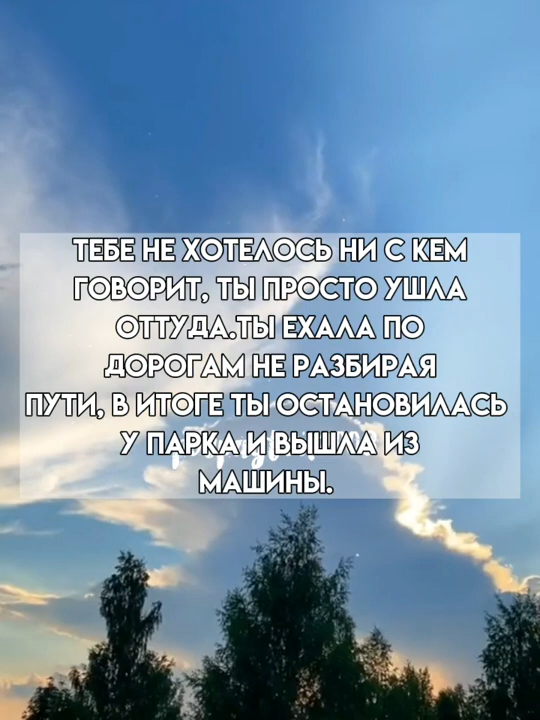 ТЕБЕ НЕ ХОТЕЛОСЬ НИ С КЕМ
ГОВОРИТ, ТЫ ПРОСТО УШЛА
ОТТУДА.ТЫ ЕХАЛА ПО
ДОРОГАМ НЕ РАЗБИРАЯ
ПУТИ, В ИТОГЕ ТЫ ОСТАНОВИЛАСЬ
У ПАРКА И ВЫШЛА ИЗ
МАШИНЫ.